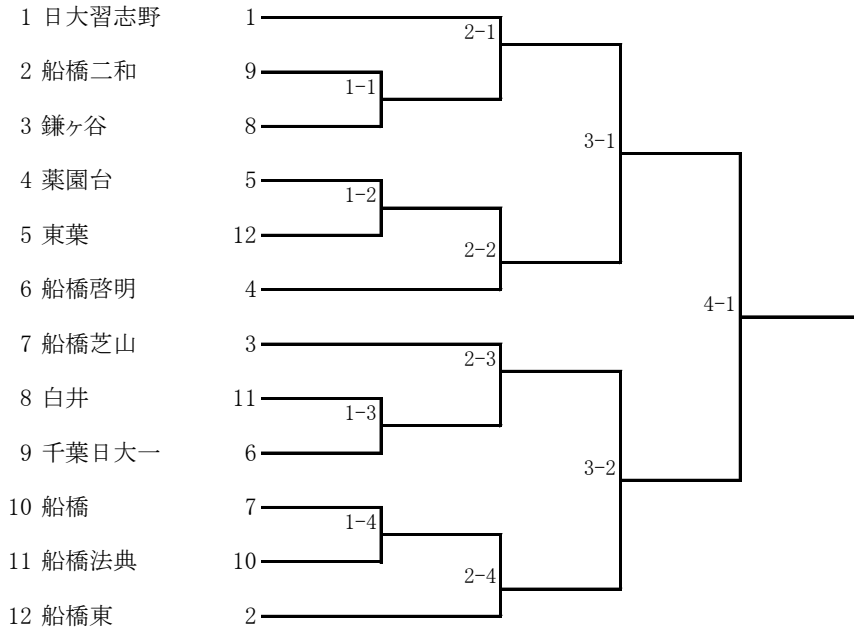 1 日大習志野 1
2-1
2 船橋二和 9
1-1
3 鎌ヶ谷 8
3-1
4 薬園台 5
1-2
5 東葉 12
2-2
6 船橋啓明 4
4-1
7 船橋芝山 3
2-3
8 白井 11
1-3
9 千葉日大一 6
3-2
10 船橋 7
1-4
11 船橋法典 10
2-4
12 船橋東 2